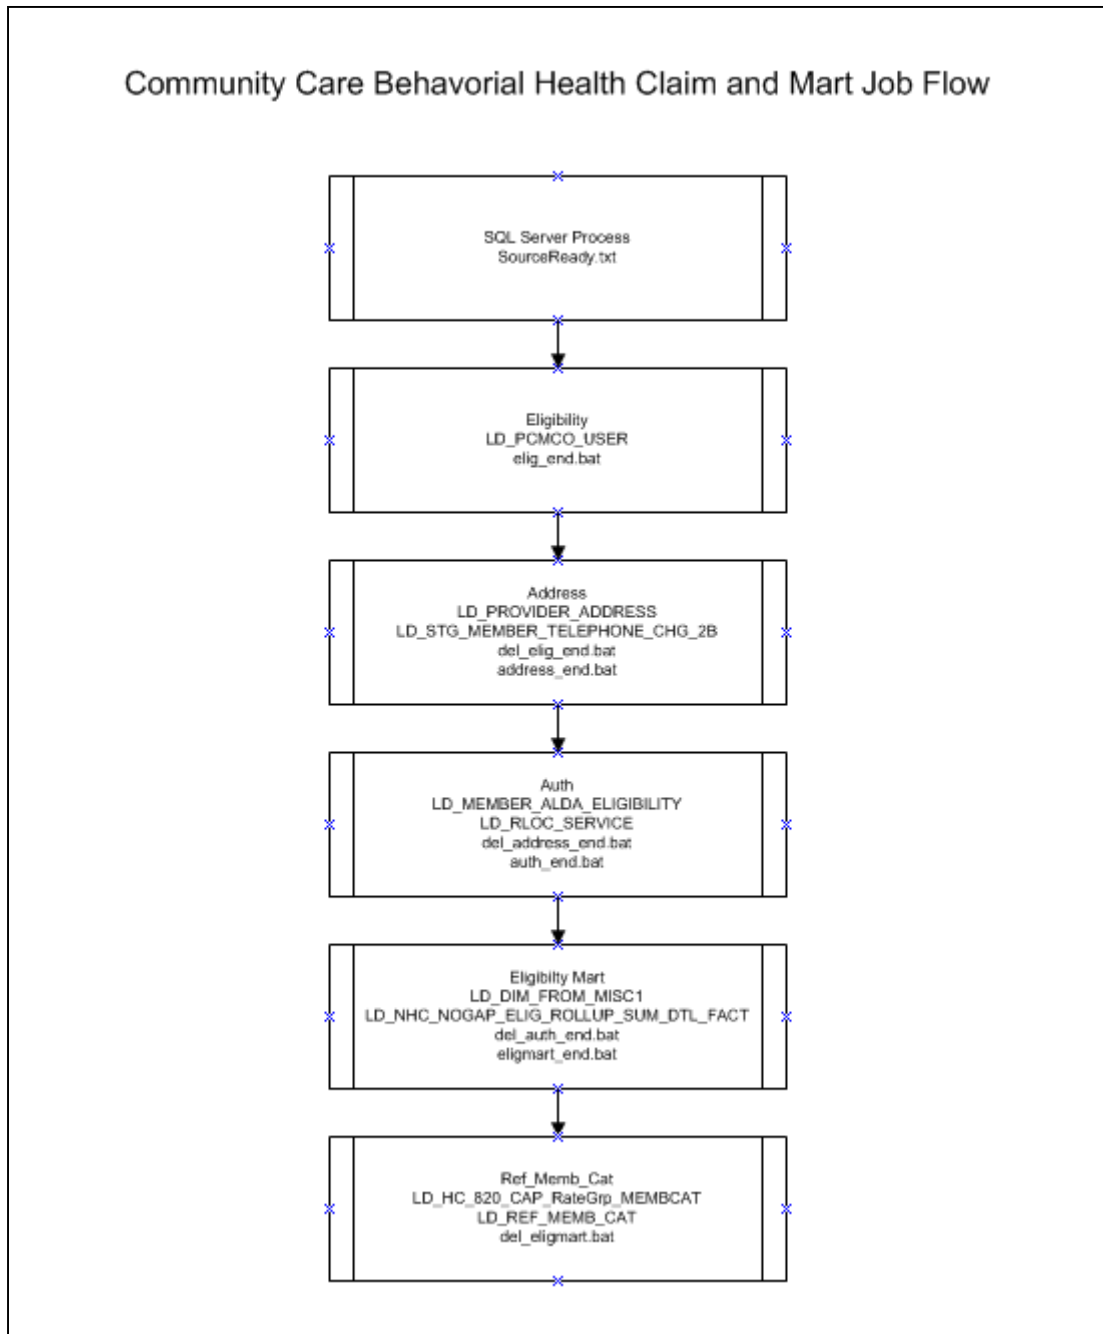 Community Care Behavorial Health Claim and Mart Job Flow
SQL Server Process
SourceReady.txt
Eligibility
LD_PCMCO_USER
elig_end.bat
Address
LD_PROVIDER_ADDRESS
LD_STG_MEMBER_TELEPHONE_CHG_2B
del_elig_end.bat
address_end.bat
Auth
LD_MEMBER_ALDA_ELIGIBILITY
LD_RLOC_SERVICE
del_address_end.bat
auth_end.bat
Eligibilty Mart
LD_DIM_FROM_MISC1
LD_NHC_NOGAP_ELIG_ROLLUP_SUM_DTL_FACT
del_auth_end.bat
eligmart_end.bat
Ref_Memb_Cat
LD_HC_820_CAP_RateGrp_MEMBCAT
LD_REF_MEMB_CAT
del_eligmart.bat